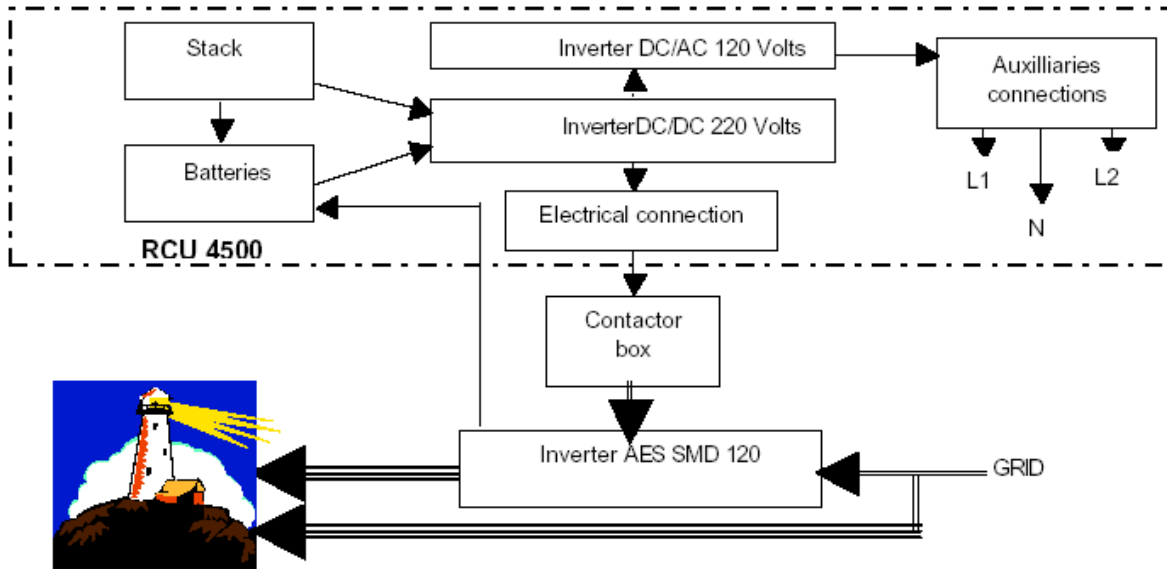 Stack
Inverter DC/AC 120 Volts
Auxilliaries
connections
InverterDC/DC 220 Volts
Batteries
L1
L2
Electrical connection
N
RCU 4500
Contactor
box
Inverter AES SMD 120
GRID